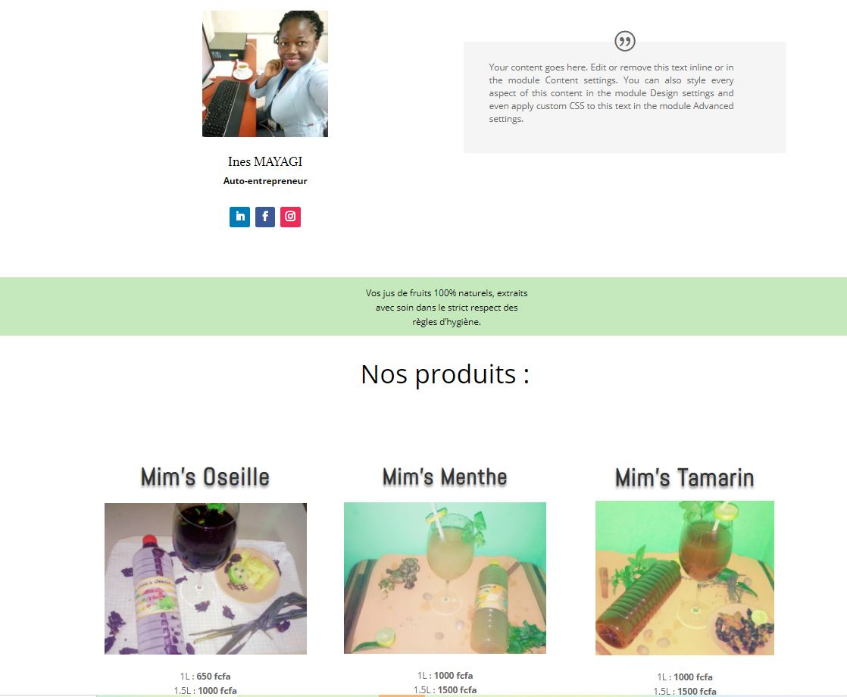 Ines MAYAGI
Auto-entrepreneur
in f
”
Your content goes here. Edit or remove this text inline or in
the module Content settings. You can also style every
aspect of this content in the module Design settings and
even apply custom CSS to this text in the module Advanced
settings.
Vos jus de fruits 100% naturels, extraits
avec soin dans le strict respect des
règles d'hygiène.
Nos produits :
Mim's Oseille
1L : 650 fcfa
1.5L : 1000 fcfa
Mim's Menthe
1L : 1000 fcfa
1.5L : 1500 fcfa
Mim's Tamarin
1L : 1000 fcfa
1.5L : 1500 fcfa